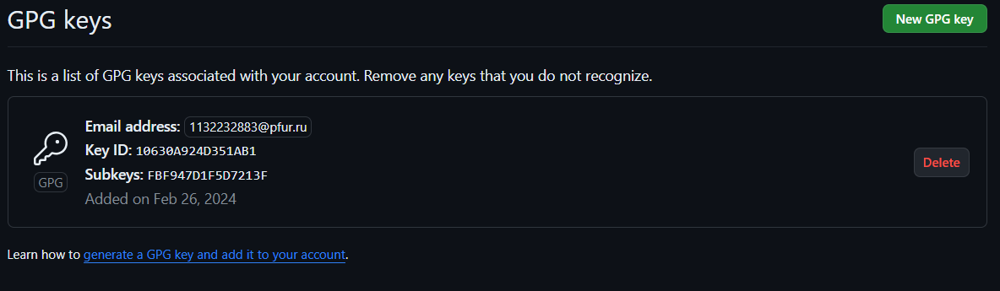 GPG keys
New GPG key
This is a list of GPG keys associated with your account. Remove any keys that you do not recognize.
Email address: 1132232883@pfur.ru
Key ID: 10630A924D351AB1
GPG
Subkeys: FBF947D1F5D7213F
Added on Feb 26, 2024
Delete
Learn how to generate a GPG key and add it to your account.